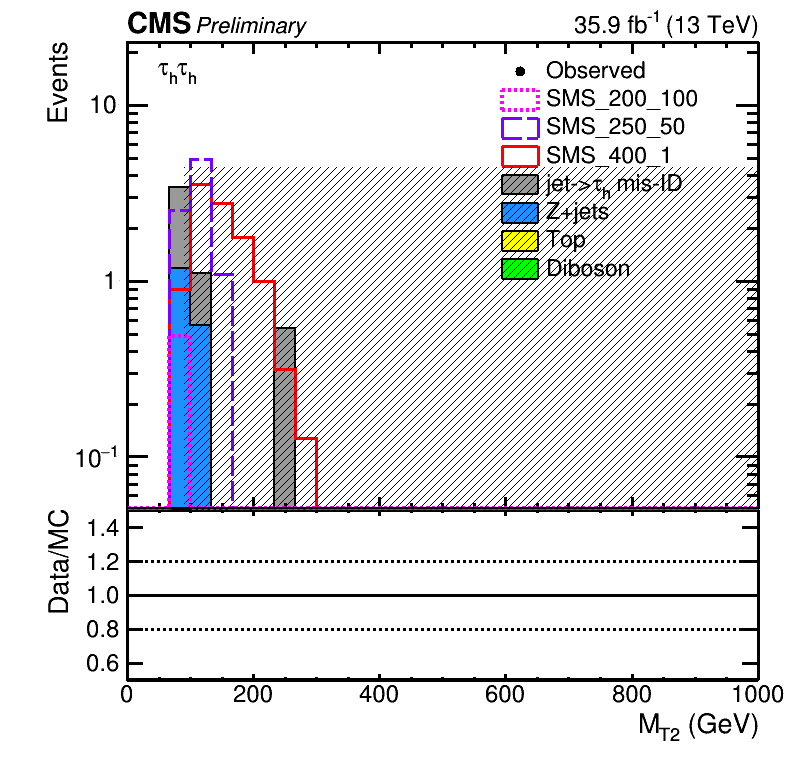 CMS Preliminary 35.9 fb⁻¹ (13 TeV)
τhτh
Events
10
1
10⁻¹
Observed
SMS_200_100
SMS_250_50
SMS_400_1
jet->τh mis-ID
Z+jets
Top
Diboson
Data/MC
1.4
1.2
1.0
0.8
0.6
0 200 400 600 800 1000
MT2 (GeV)